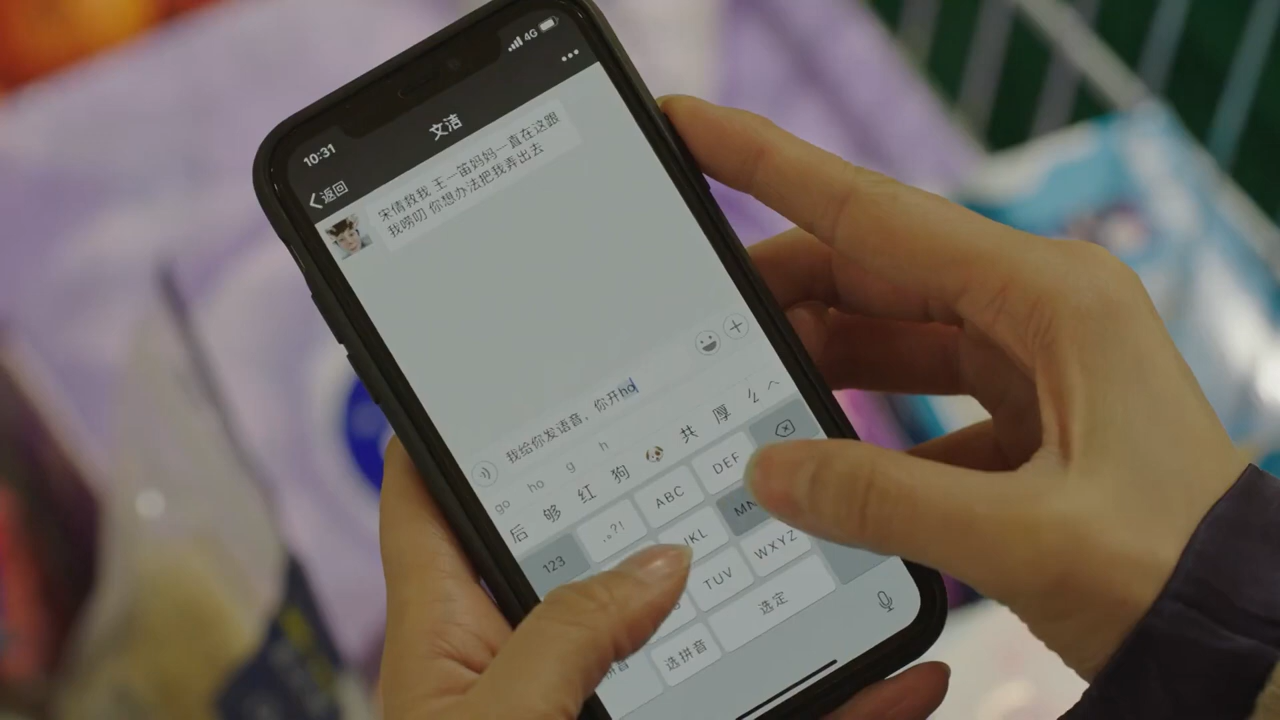 4G
10:31
文洁
返回
宋倩救我 王一笛妈妈一直在这跟
我唠叨 你想办法把我弄出去
我给你发语音，你开ho
go ho g h
后 够 红 狗 🐶 共 厚 么
123 .。?! ABC DEF
JKL MN
TUV WXYZ
选拼音 选定